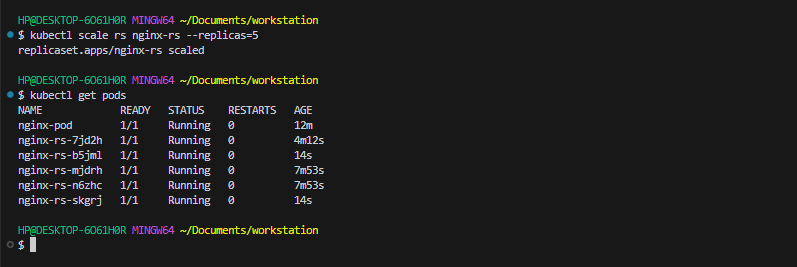 HP@DESKTOP-6O61H0R MINGW64 ~/Documents/workstation
$ kubectl scale rs nginx-rs --replicas=5
replicaset.apps/nginx-rs scaled
HP@DESKTOP-6O61H0R MINGW64 ~/Documents/workstation
$ kubectl get pods
NAME READY STATUS RESTARTS AGE
nginx-pod 1/1 Running 0 12m
nginx-rs-7jd2h 1/1 Running 0 4m12s
nginx-rs-b5jml 1/1 Running 0 14s
nginx-rs-mjdrh 1/1 Running 0 7m53s
nginx-rs-n6zhc 1/1 Running 0 7m53s
nginx-rs-skgrj 1/1 Running 0 14s
HP@DESKTOP-6O61H0R MINGW64 ~/Documents/workstation
$